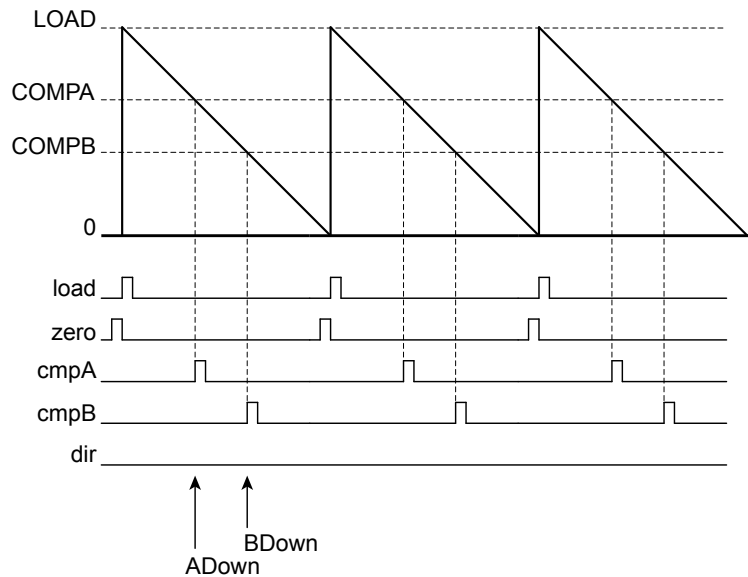 LOAD
COMPA
COMPB
0
load
zero
cmpA
cmpB
dir
BDown
ADown